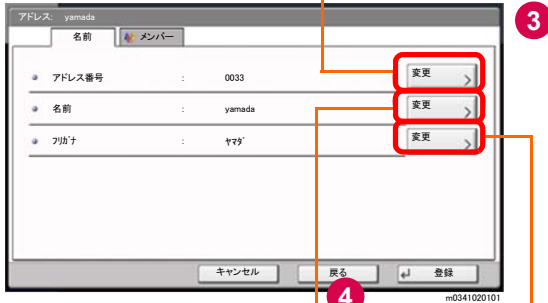 アドレス: yamada
名前 メンバー
アドレス番号 : 0033 変更
名前 : yamada 変更
フリガナ : ヤマダ 変更
キャンセル 戻る 登録
3
4
m0341020101